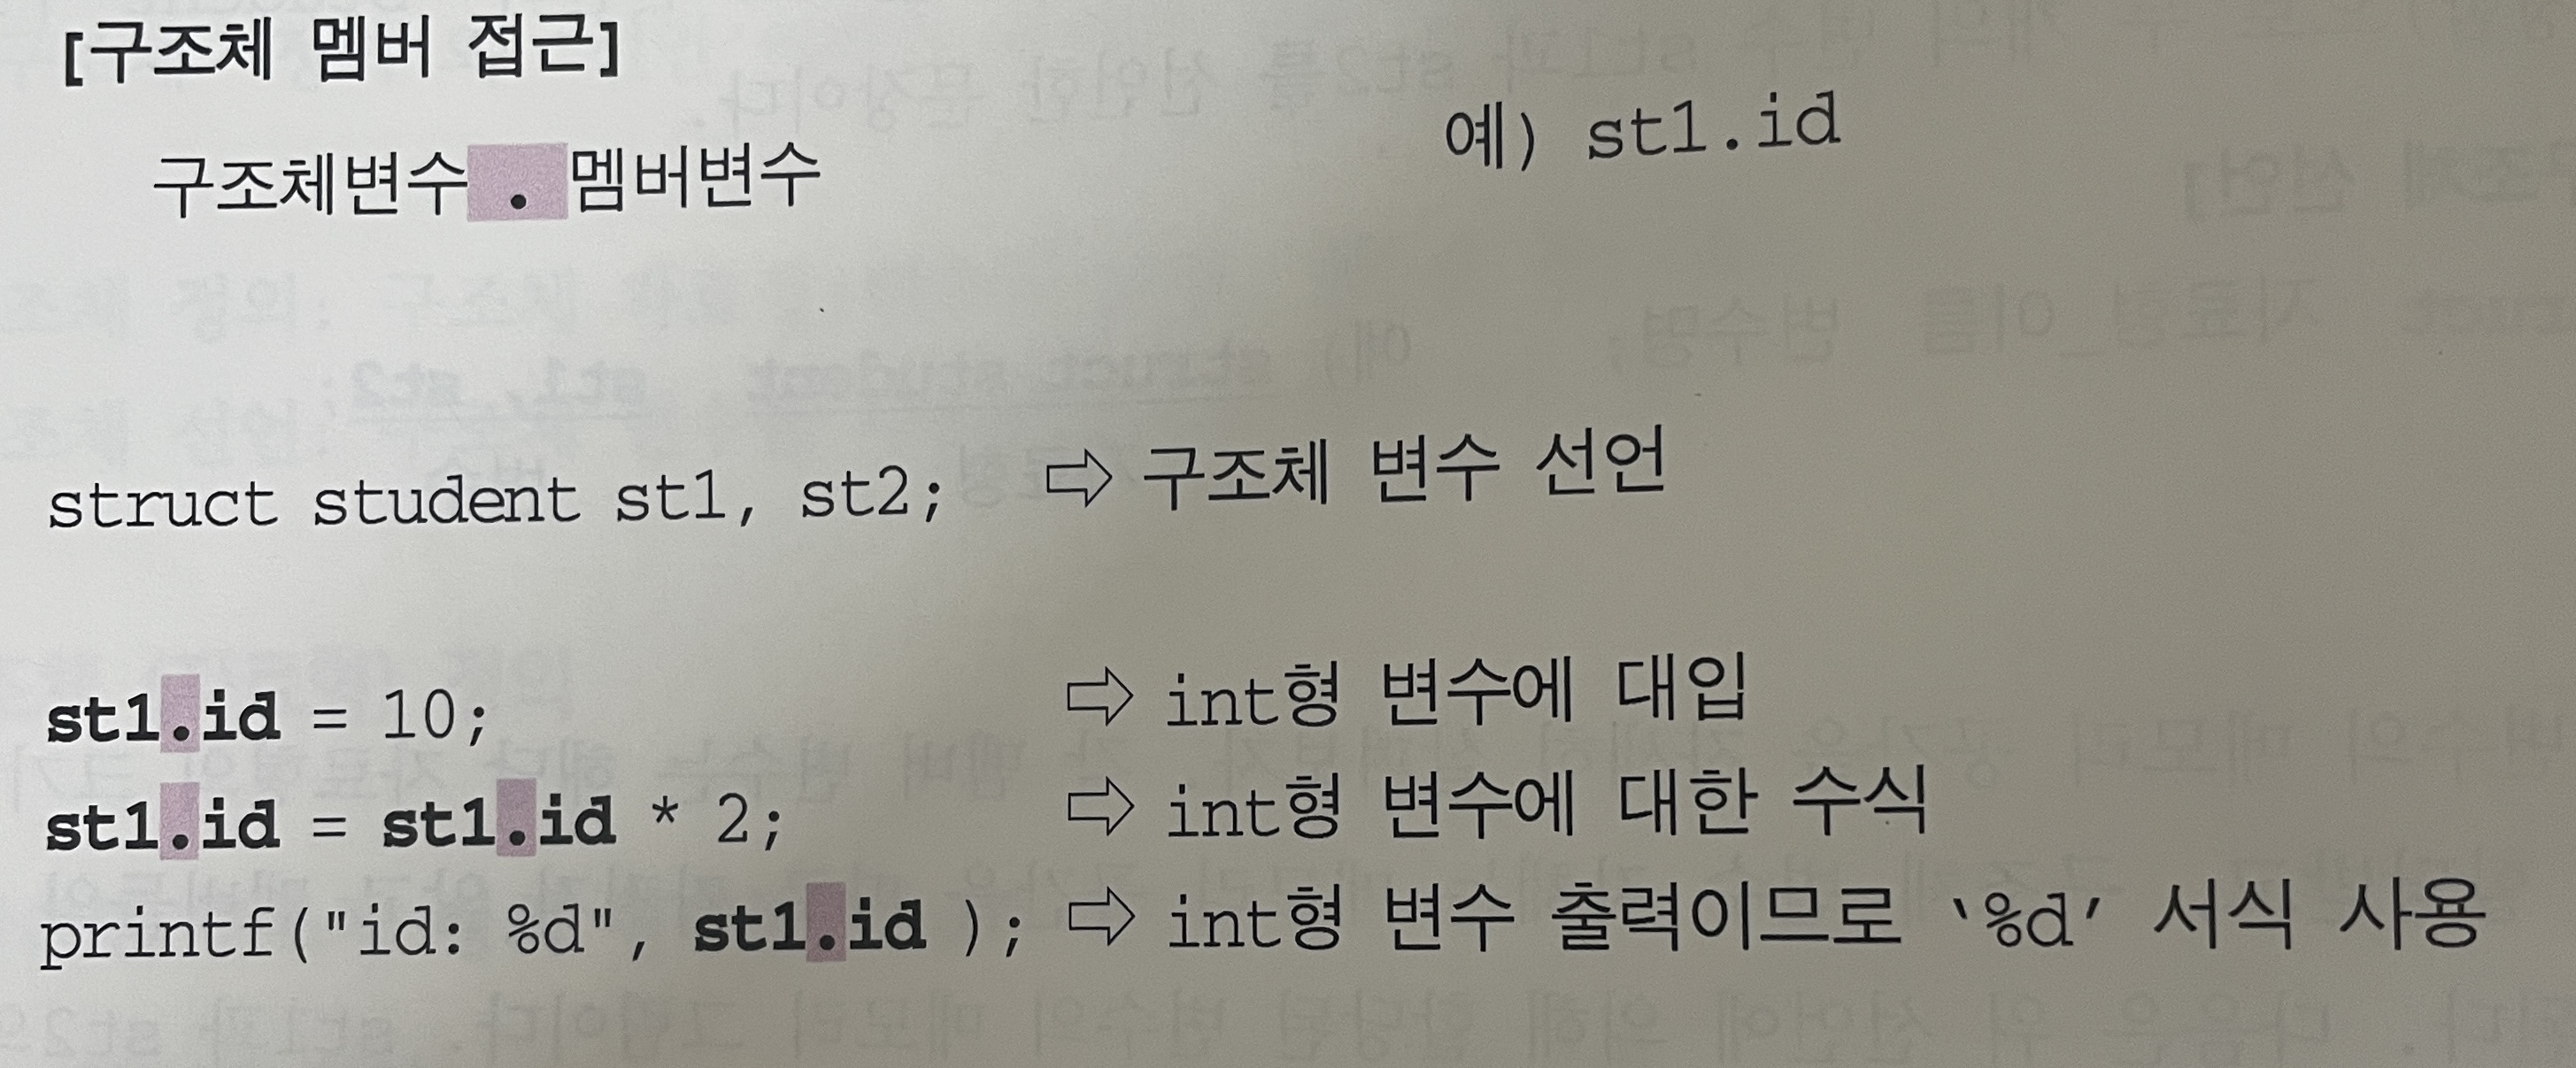 [구조체 멤버 접근]
구조체변수 . 멤버변수
예) st1.id
struct student st1, st2; ⇨ 구조체 변수 선언
st1.id = 10; ⇨ int형 변수에 대입
st1.id = st1.id * 2; ⇨ int형 변수에 대한 수식
printf("id: %d", st1.id ); ⇨ int형 변수 출력이므로 ‘%d’ 서식 사용